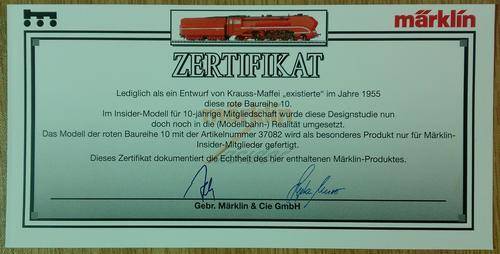 märklin
ZERTIFIKAT
Lediglich als ein Entwurf von Krauss-Maffei „existierte" im Jahre 1955
diese rote Baureihe 10.
Im Insider-Modell für 10-jährige Mitgliedschaft wurde diese Designstudie nun
doch noch in die (Modellbahn-) Realität umgesetzt.
Das Modell der roten Baureihe 10 mit der Artikelnummer 37082 wird als besonderes Produkt nur für Märklin-
Insider-Mitglieder gefertigt.
Dieses Zertifikat dokumentiert die Echtheit des hier enthaltenen Märklin-Produktes.
Gebr. Märklin & Cie GmbH